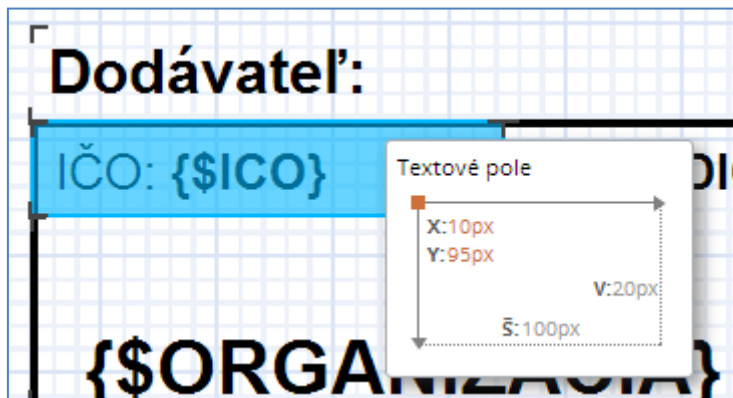 Dodávateľ:
IČO: {$ICO}
Textové pole
X:10px
Y:95px
V:20px
Š:100px
{$ORGANIZACIA}